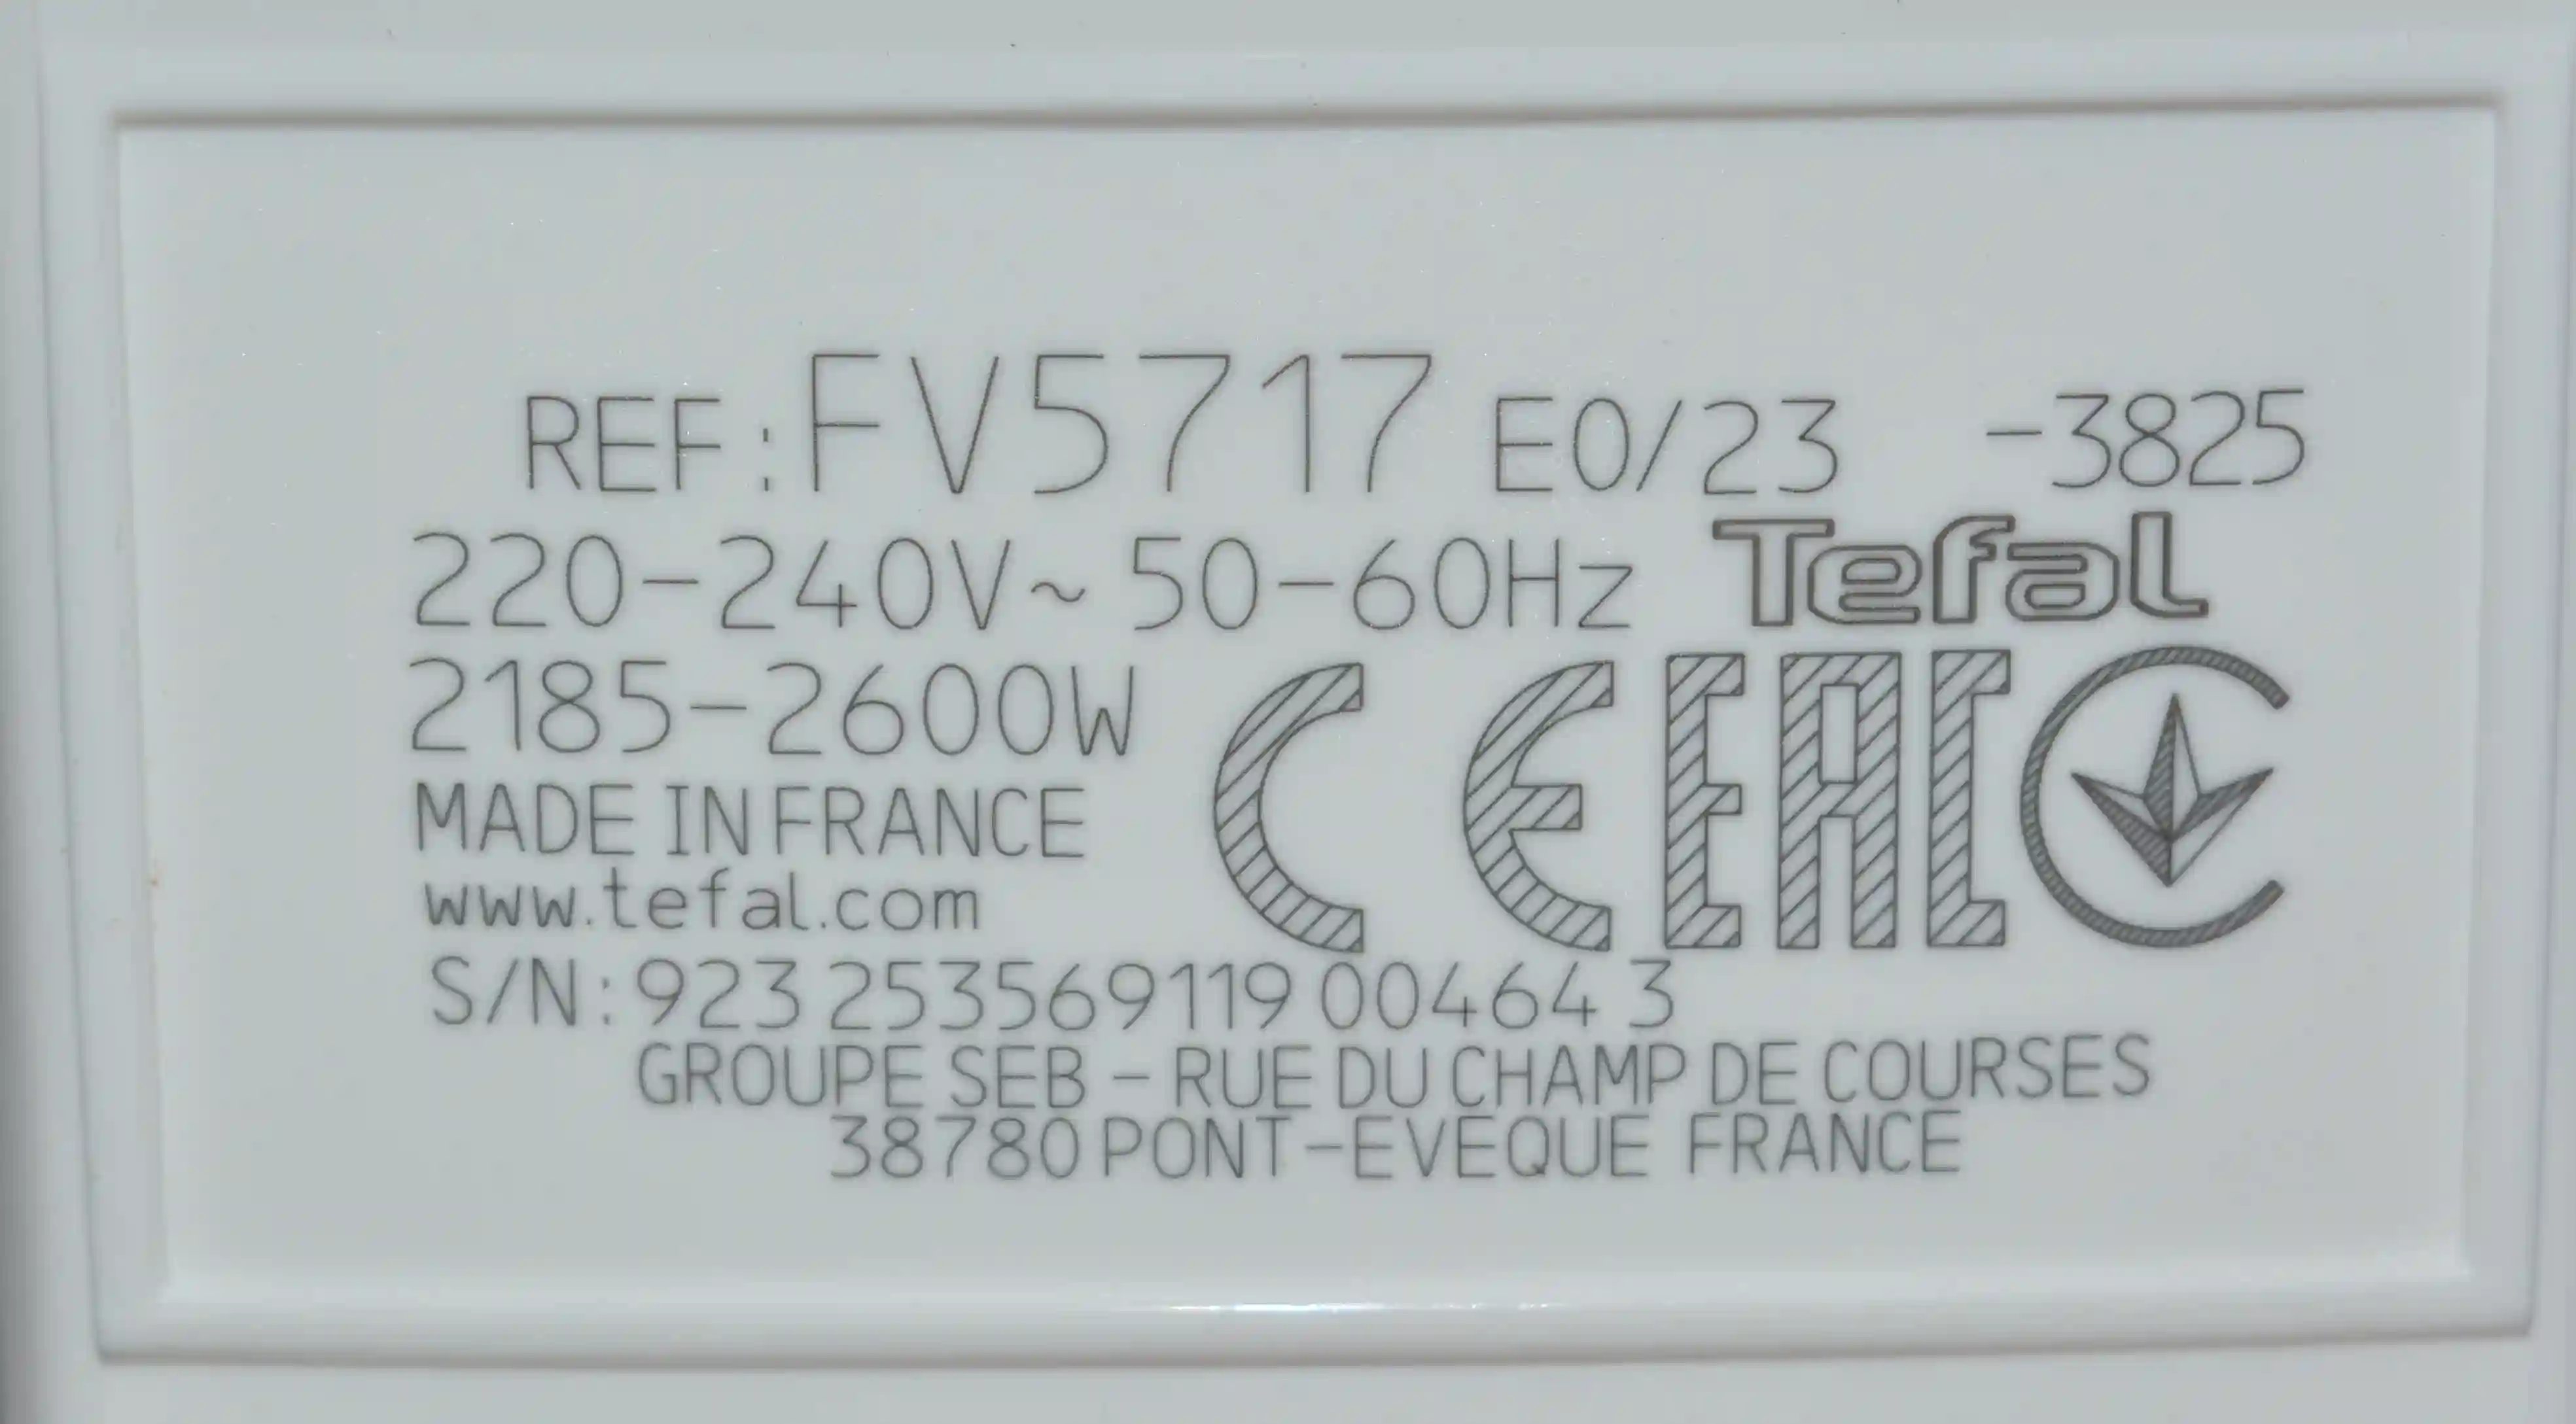 REF: FV5717 E0/23 -3825
220-240V~ 50-60Hz Tefal
2185-2600W CE EAC
MADE IN FRANCE
www.tefal.com
S/N: 923 253569119 00464 3
GROUPE SEB - RUE DU CHAMP DE COURSES
38780 PONT-EVEQUE FRANCE